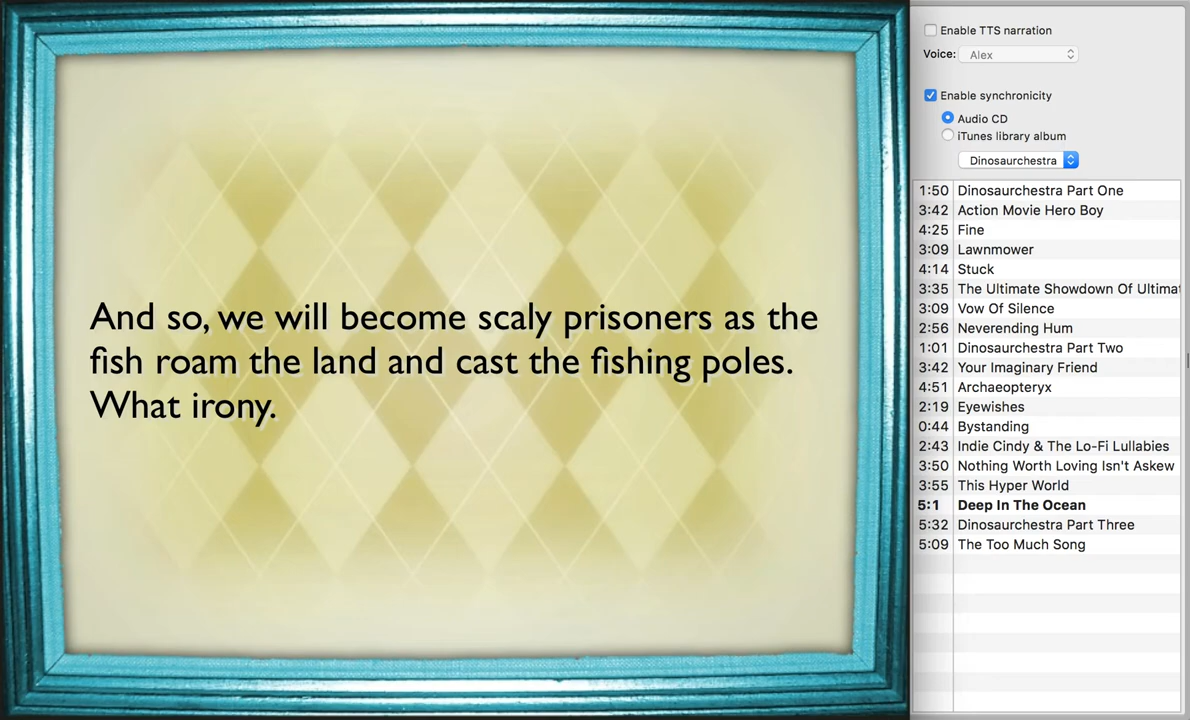 And so, we will become scaly prisoners as the
fish roam the land and cast the fishing poles.
What irony.
Enable TTS narration
Voice: Alex
Enable synchronicity
Audio CD
iTunes library album
Dinosaurchestra
1:50 Dinosaurchestra Part One
3:42 Action Movie Hero Boy
4:25 Fine
3:09 Lawnmower
4:14 Stuck
3:35 The Ultimate Showdown Of Ultimat
3:09 Vow Of Silence
2:56 Neverending Hum
1:01 Dinosaurchestra Part Two
3:42 Your Imaginary Friend
4:51 Archaeopteryx
2:19 Eyewishes
0:44 Bystanding
2:43 Indie Cindy & The Lo-Fi Lullabies
3:50 Nothing Worth Loving Isn't Askew
3:55 This Hyper World
5:1 Deep In The Ocean
5:32 Dinosaurchestra Part Three
5:09 The Too Much Song